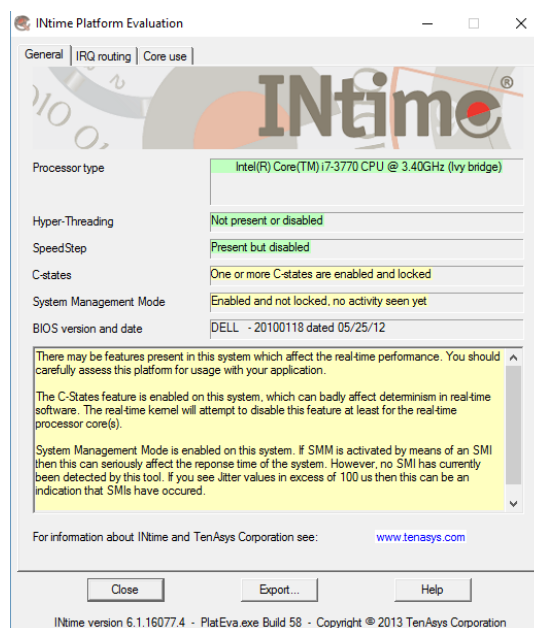 INtime Platform Evaluation
General
IRQ routing
Core use
INtime®
Processor type
Intel(R) Core(TM) i7-3770 CPU @ 3.40GHz (Ivy bridge)
Hyper-Threading
Not present or disabled
SpeedStep
Present but disabled
C-states
One or more C-states are enabled and locked
System Management Mode
Enabled and not locked, no activity seen yet
BIOS version and date
DELL - 20100118 dated 05/25/12
There may be features present in this system which affect the real-time performance. You should
carefully assess this platform for usage with your application.
The C-States feature is enabled on this system, which can badly affect determinism in real-time
software. The real-time kernel will attempt to disable this feature at least for the real-time
processor core(s).
System Management Mode is enabled on this system. If SMM is activated by means of an SMI
then this can seriously affect the reponse time of the system. However, no SMI has currently
been detected by this tool. If you see Jitter values in excess of 100 us then this can be an
indication that SMIs have occured.
For information about INtime and TenAsys Corporation see:
www.tenasys.com
Close
Export...
Help
INtime version 6.1.16077.4 - PlatEva.exe Build 58 - Copyright © 2013 TenAsys Corporation